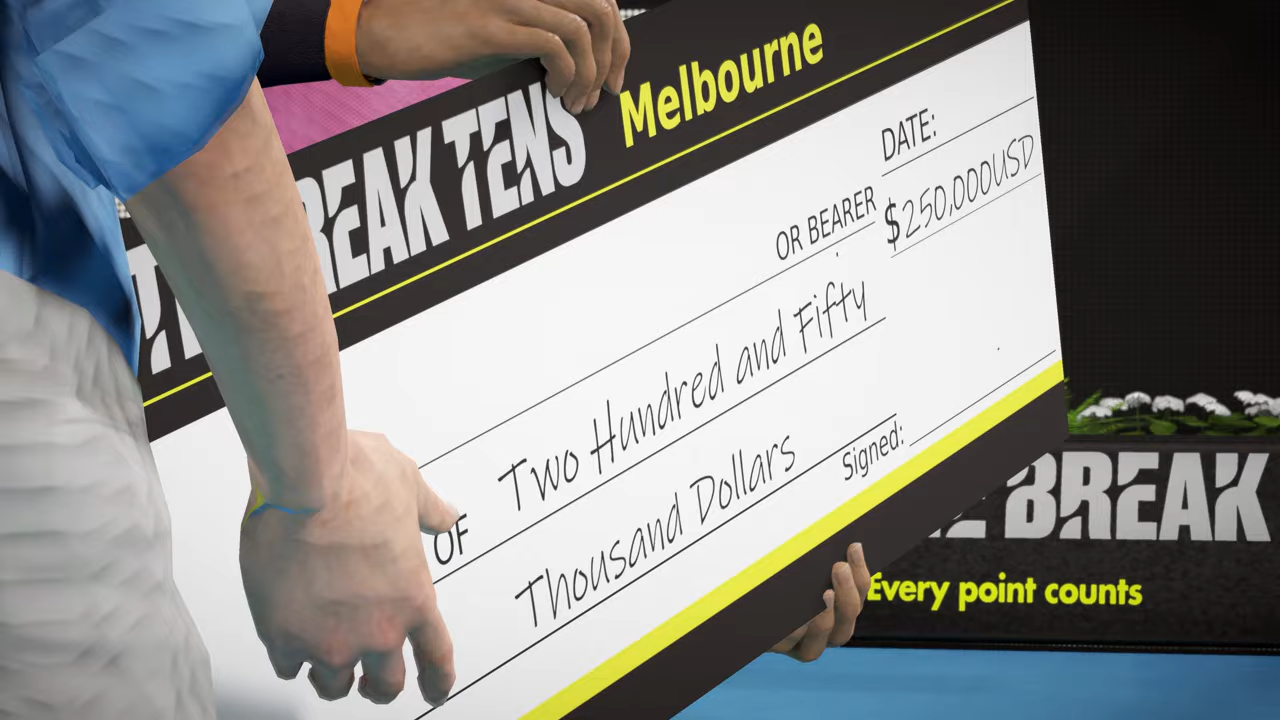 BREAK TENS Melbourne
DATE:
OR BEARER $250,000USD
Two Hundred and Fifty
OF
Thousand Dollars
Signed:
BREAK
Every point counts